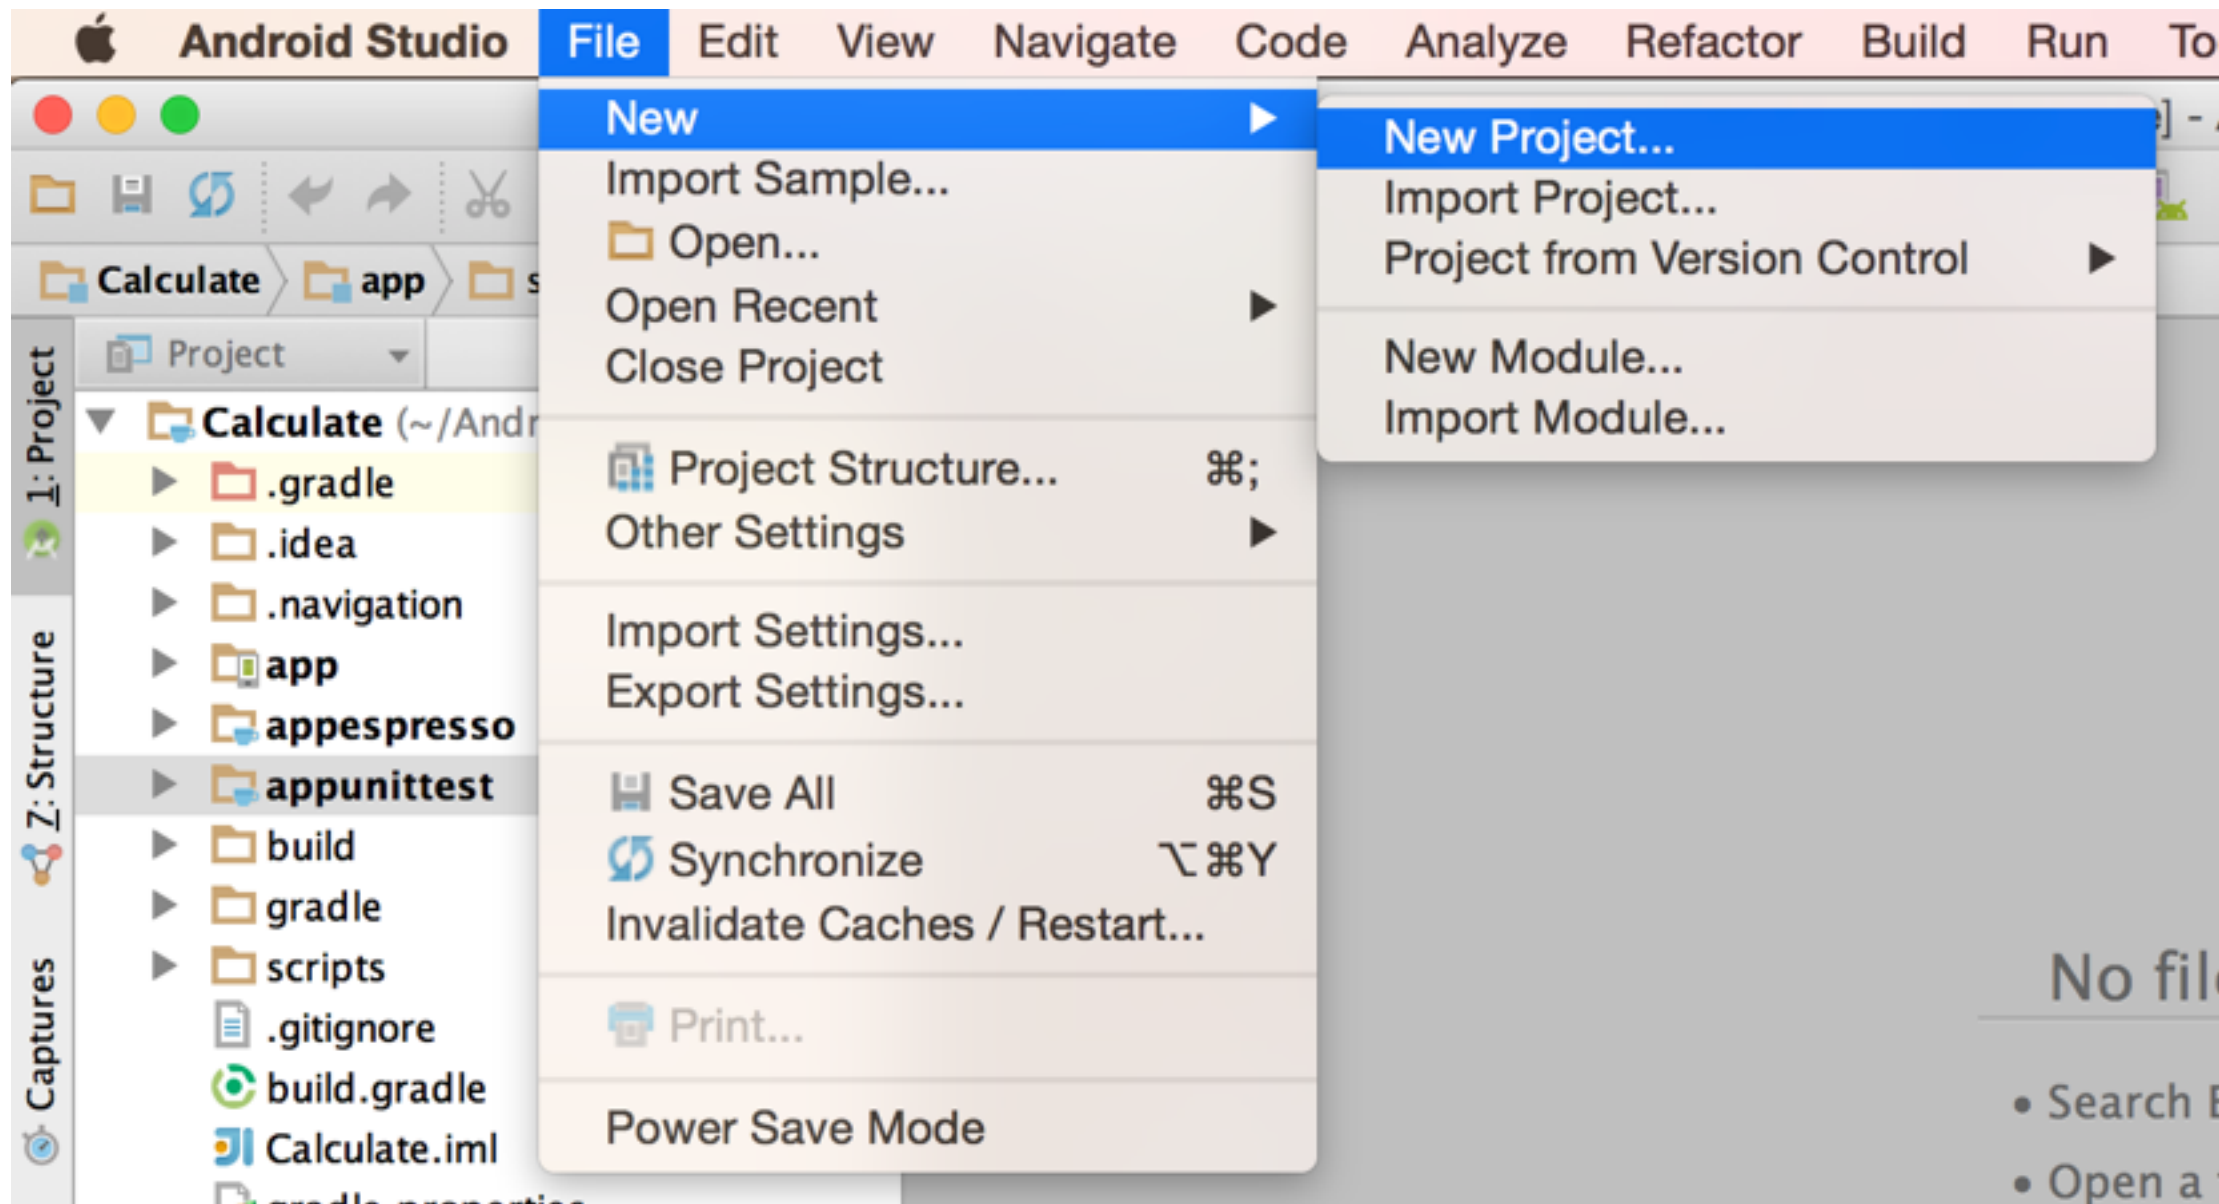 Android Studio File Edit View Navigate Code Analyze Refactor Build Run
New
New Project...
Import Sample...
Import Project...
Open...
Project from Version Control
Open Recent
Close Project
New Module...
Import Module...
Project Structure... ⌘;
Other Settings
Import Settings...
Export Settings...
Save All ⌘S
Synchronize ⌥⌘Y
Invalidate Caches / Restart...
Print...
Power Save Mode
Calculate app
Project
1: Project
Z: Structure
Captures
Calculate (~/Andr
.gradle
.idea
.navigation
app
appespresso
appunittest
build
gradle
scripts
.gitignore
build.gradle
Calculate.iml
No
Search
Open a